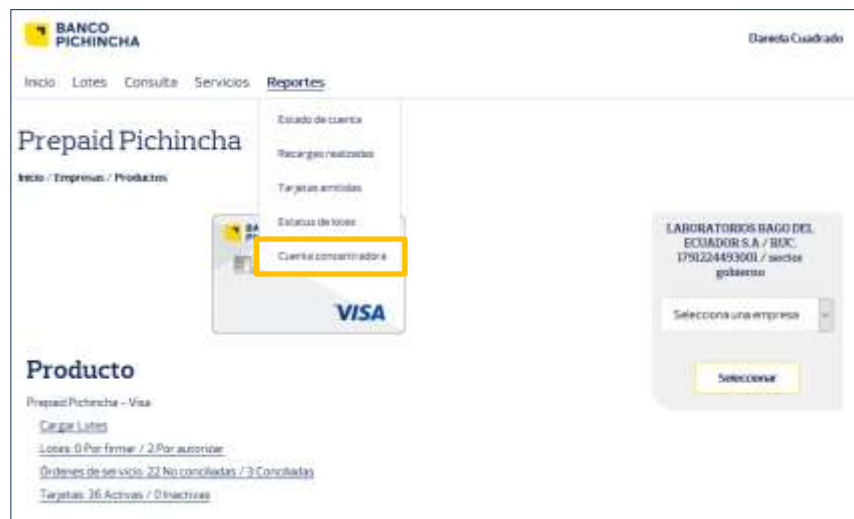 BANCO
PICHINCHA
Daniela Cuadrado
Inicio Lotes Consulta Servicios Reportes
Estado de cuenta
Prepaid Pichincha
Recargas realizadas
Inicio / Empresas / Productos
Tarjetas emitidas
Estatus de lotes
Cuenta concentradora
LABORATORIOS BAGO DEL
ECUADOR S.A / RUC.
1791224493001 / sector
gobierno
VISA
Selecciona una empresa
Producto
Seleccionar
Prepaid Pichincha - Visa
Cargar Lotes
Lotes: 0 Por firmar / 2 Por autorizar
Órdenes de servicio: 22 No conciliadas / 3 Conciliadas
Tarjetas: 36 Activas / 0 Inactivas